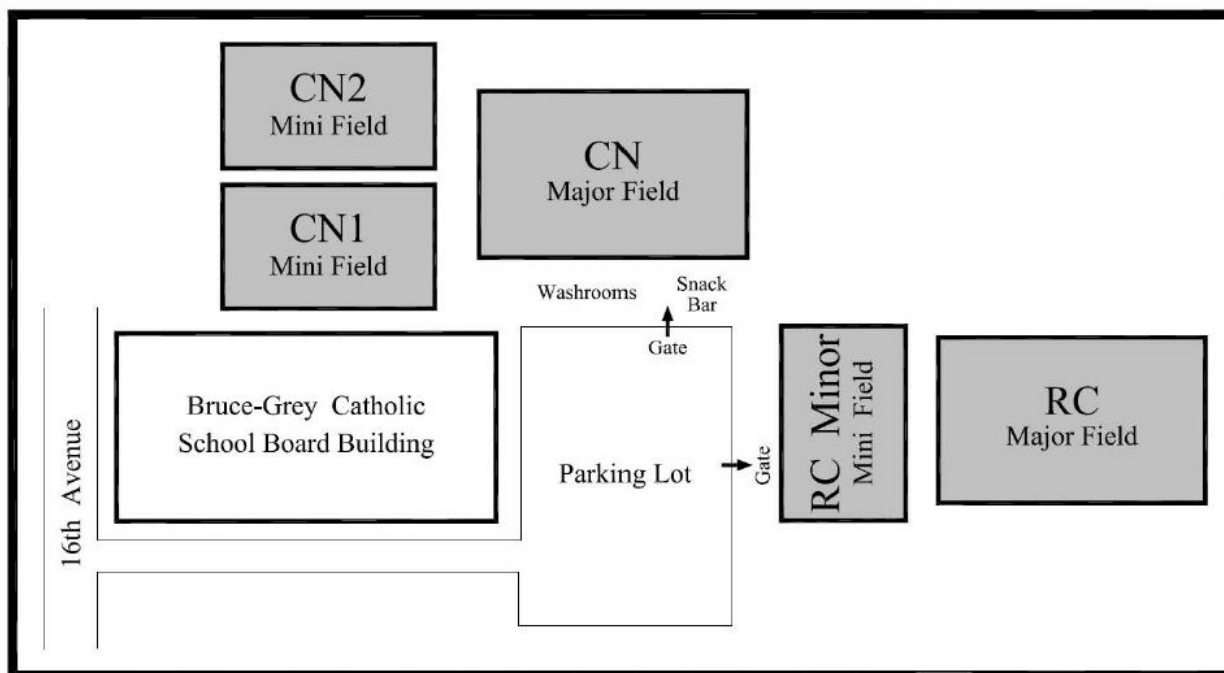 CN2
Mini Field
CN
Major Field
CN1
Mini Field
Washrooms
Snack
Bar
Gate
16th Avenue
Bruce-Grey Catholic
School Board Building
Parking Lot
Gate
RC Minor
Mini Field
RC
Major Field